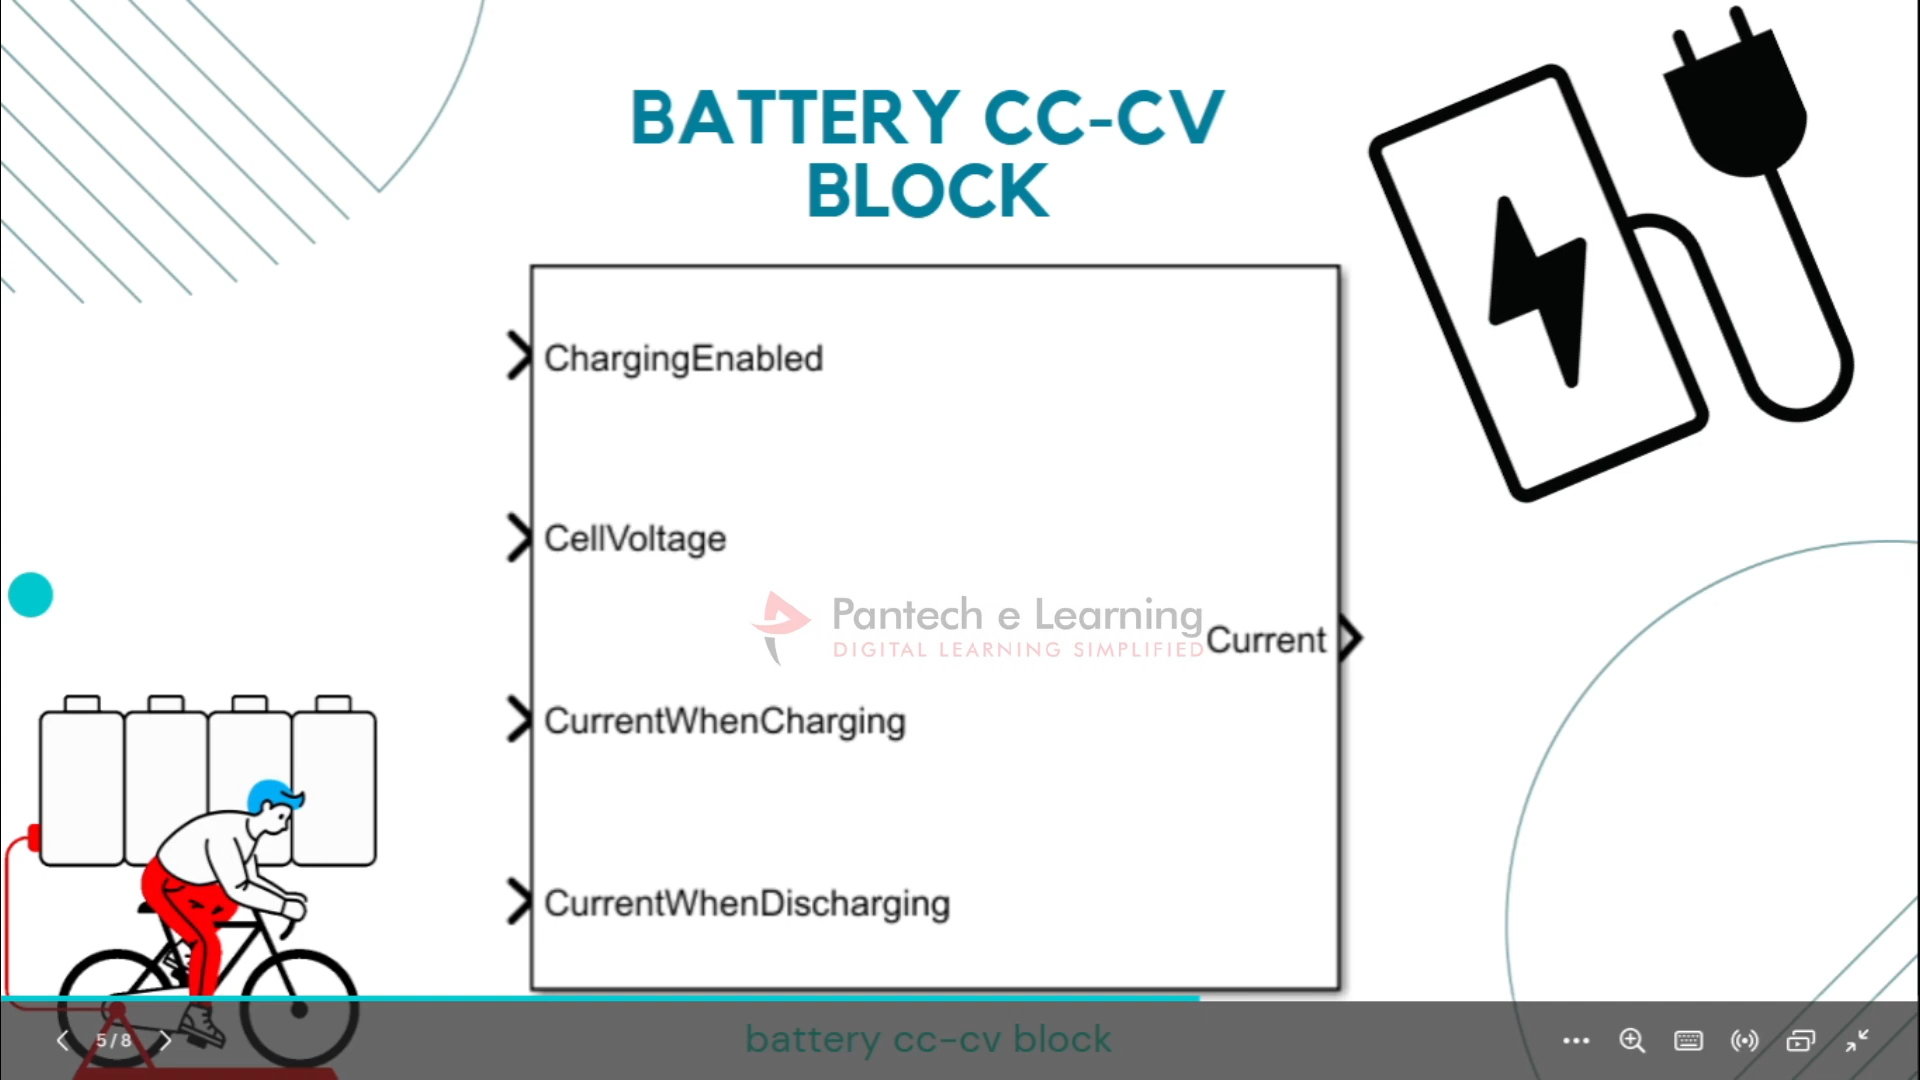 BATTERY CC-CV
BLOCK
ChargingEnabled
CellVoltage
Pantech e Learning
DIGITAL LEARNING SIMPLIFIED
Current
CurrentWhenCharging
CurrentWhenDischarging
5/8
battery cc-cv block